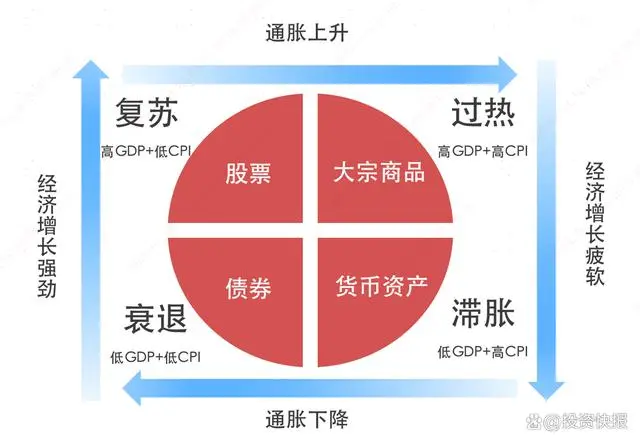 通胀上升
复苏
高GDP+低CPI
过热
高GDP+高CPI
股票
大宗商品
经济增长强劲
经济增长疲软
债券
货币资产
衰退
低GDP+低CPI
滞胀
低GDP+高CPI
通胀下降
投资快报